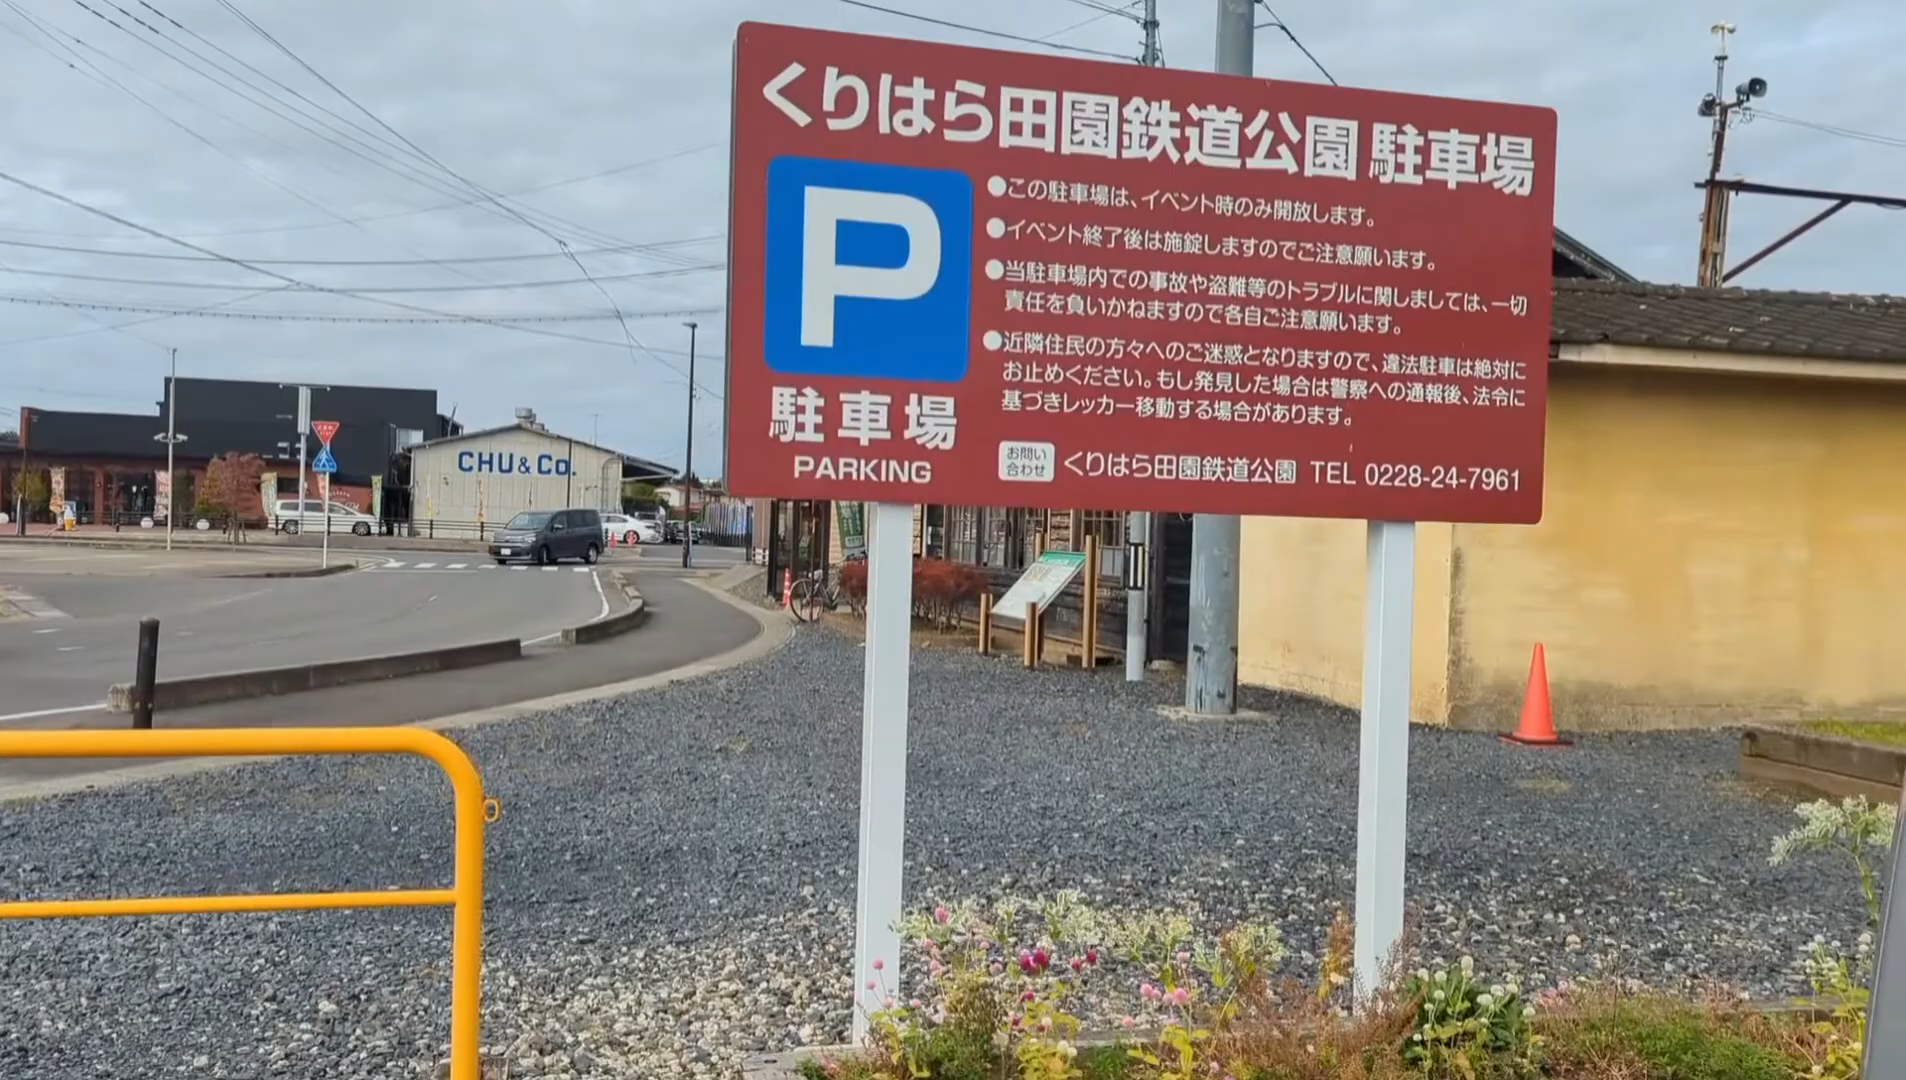 くりはら田園鉄道公園 駐車場
P
駐車場
PARKING
●この駐車場は、イベント時のみ開放します。
●イベント終了後は施錠しますのでご注意願います。
●当駐車場内での事故や盗難等のトラブルに関しましては、一切
責任を負いかねますので各自ご注意願います。
●近隣住民の方々へのご迷惑となりますので、違法駐車は絶対に
お止めください。もし発見した場合は警察への通報後、法令に
基づきレッカー移動する場合があります。
お問い
合わせ
くりはら田園鉄道公園 TEL 0228-24-7961
CHU & Co.
止まれ